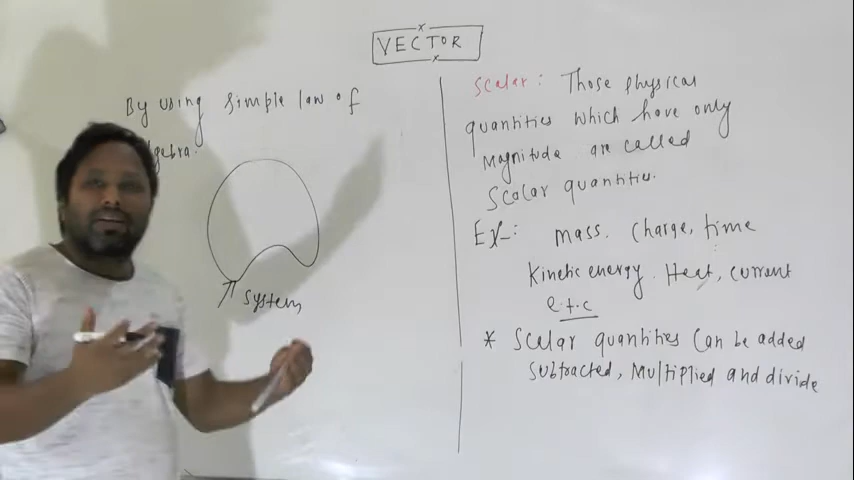 VECTOR
Scalar: Those physical
quantities which have only
Magnitude are called
Scalar quantities.
Ex-: mass. Charge, time
Kinetic energy. Heat, current
e.t.c
* Scalar quantities can be added
Subtracted, Multiplied and divide
By using Simple law of
lgebra.
System